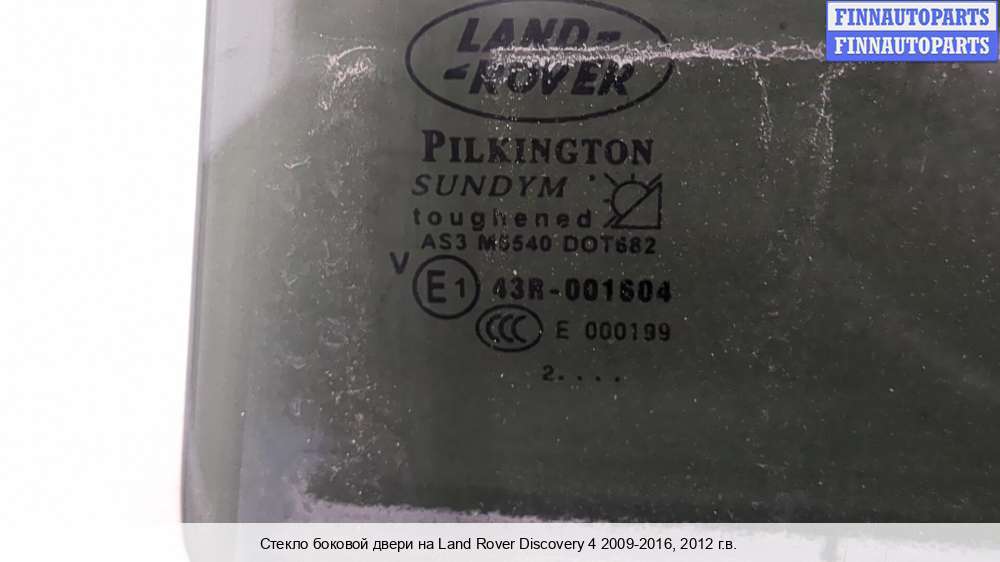 FINNAUTOPARTS
FINNAUTOPARTS
LAND-
-ROVER
PILKINGTON
SUNDYM
toughened
AS3 M6540 DOT682
V
E1 43R-001604
CCC E 000199
2....
Стекло боковой двери на Land Rover Discovery 4 2009-2016, 2012 г.в.